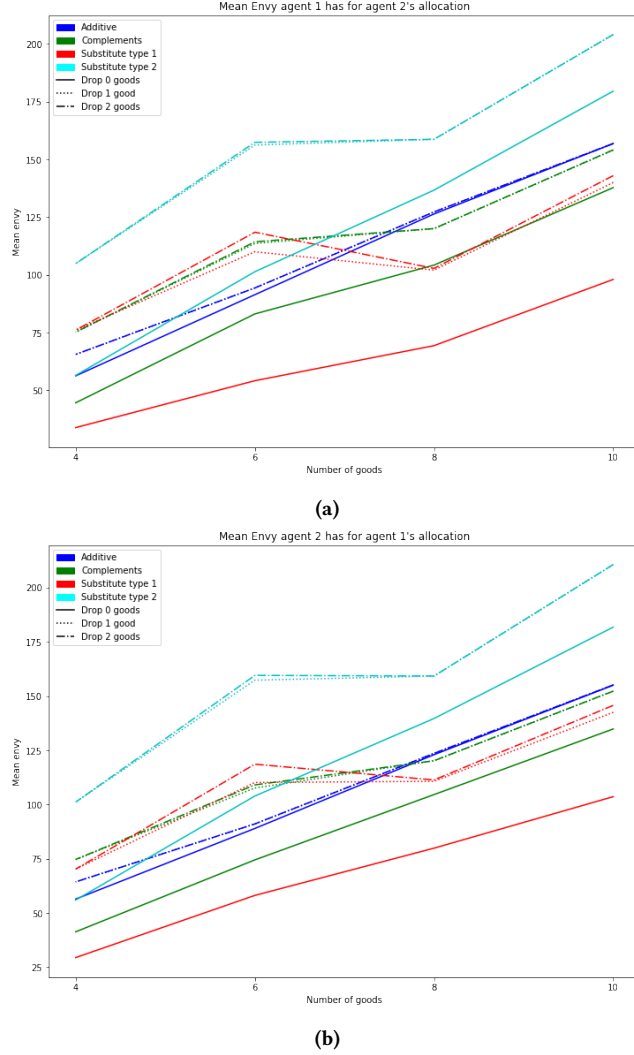 Mean Envy agent 1 has for agent 2's allocation
Additive
Complements
Substitute type 1
Substitute type 2
Drop 0 goods
Drop 1 good
Drop 2 goods
200
175
150
125
100
75
50
Mean envy
4
6
8
10
Number of goods
(a)
Mean Envy agent 2 has for agent 1's allocation
Additive
Complements
Substitute type 1
Substitute type 2
Drop 0 goods
Drop 1 good
Drop 2 goods
200
175
150
125
100
75
50
25
Mean envy
4
6
8
10
Number of goods
(b)